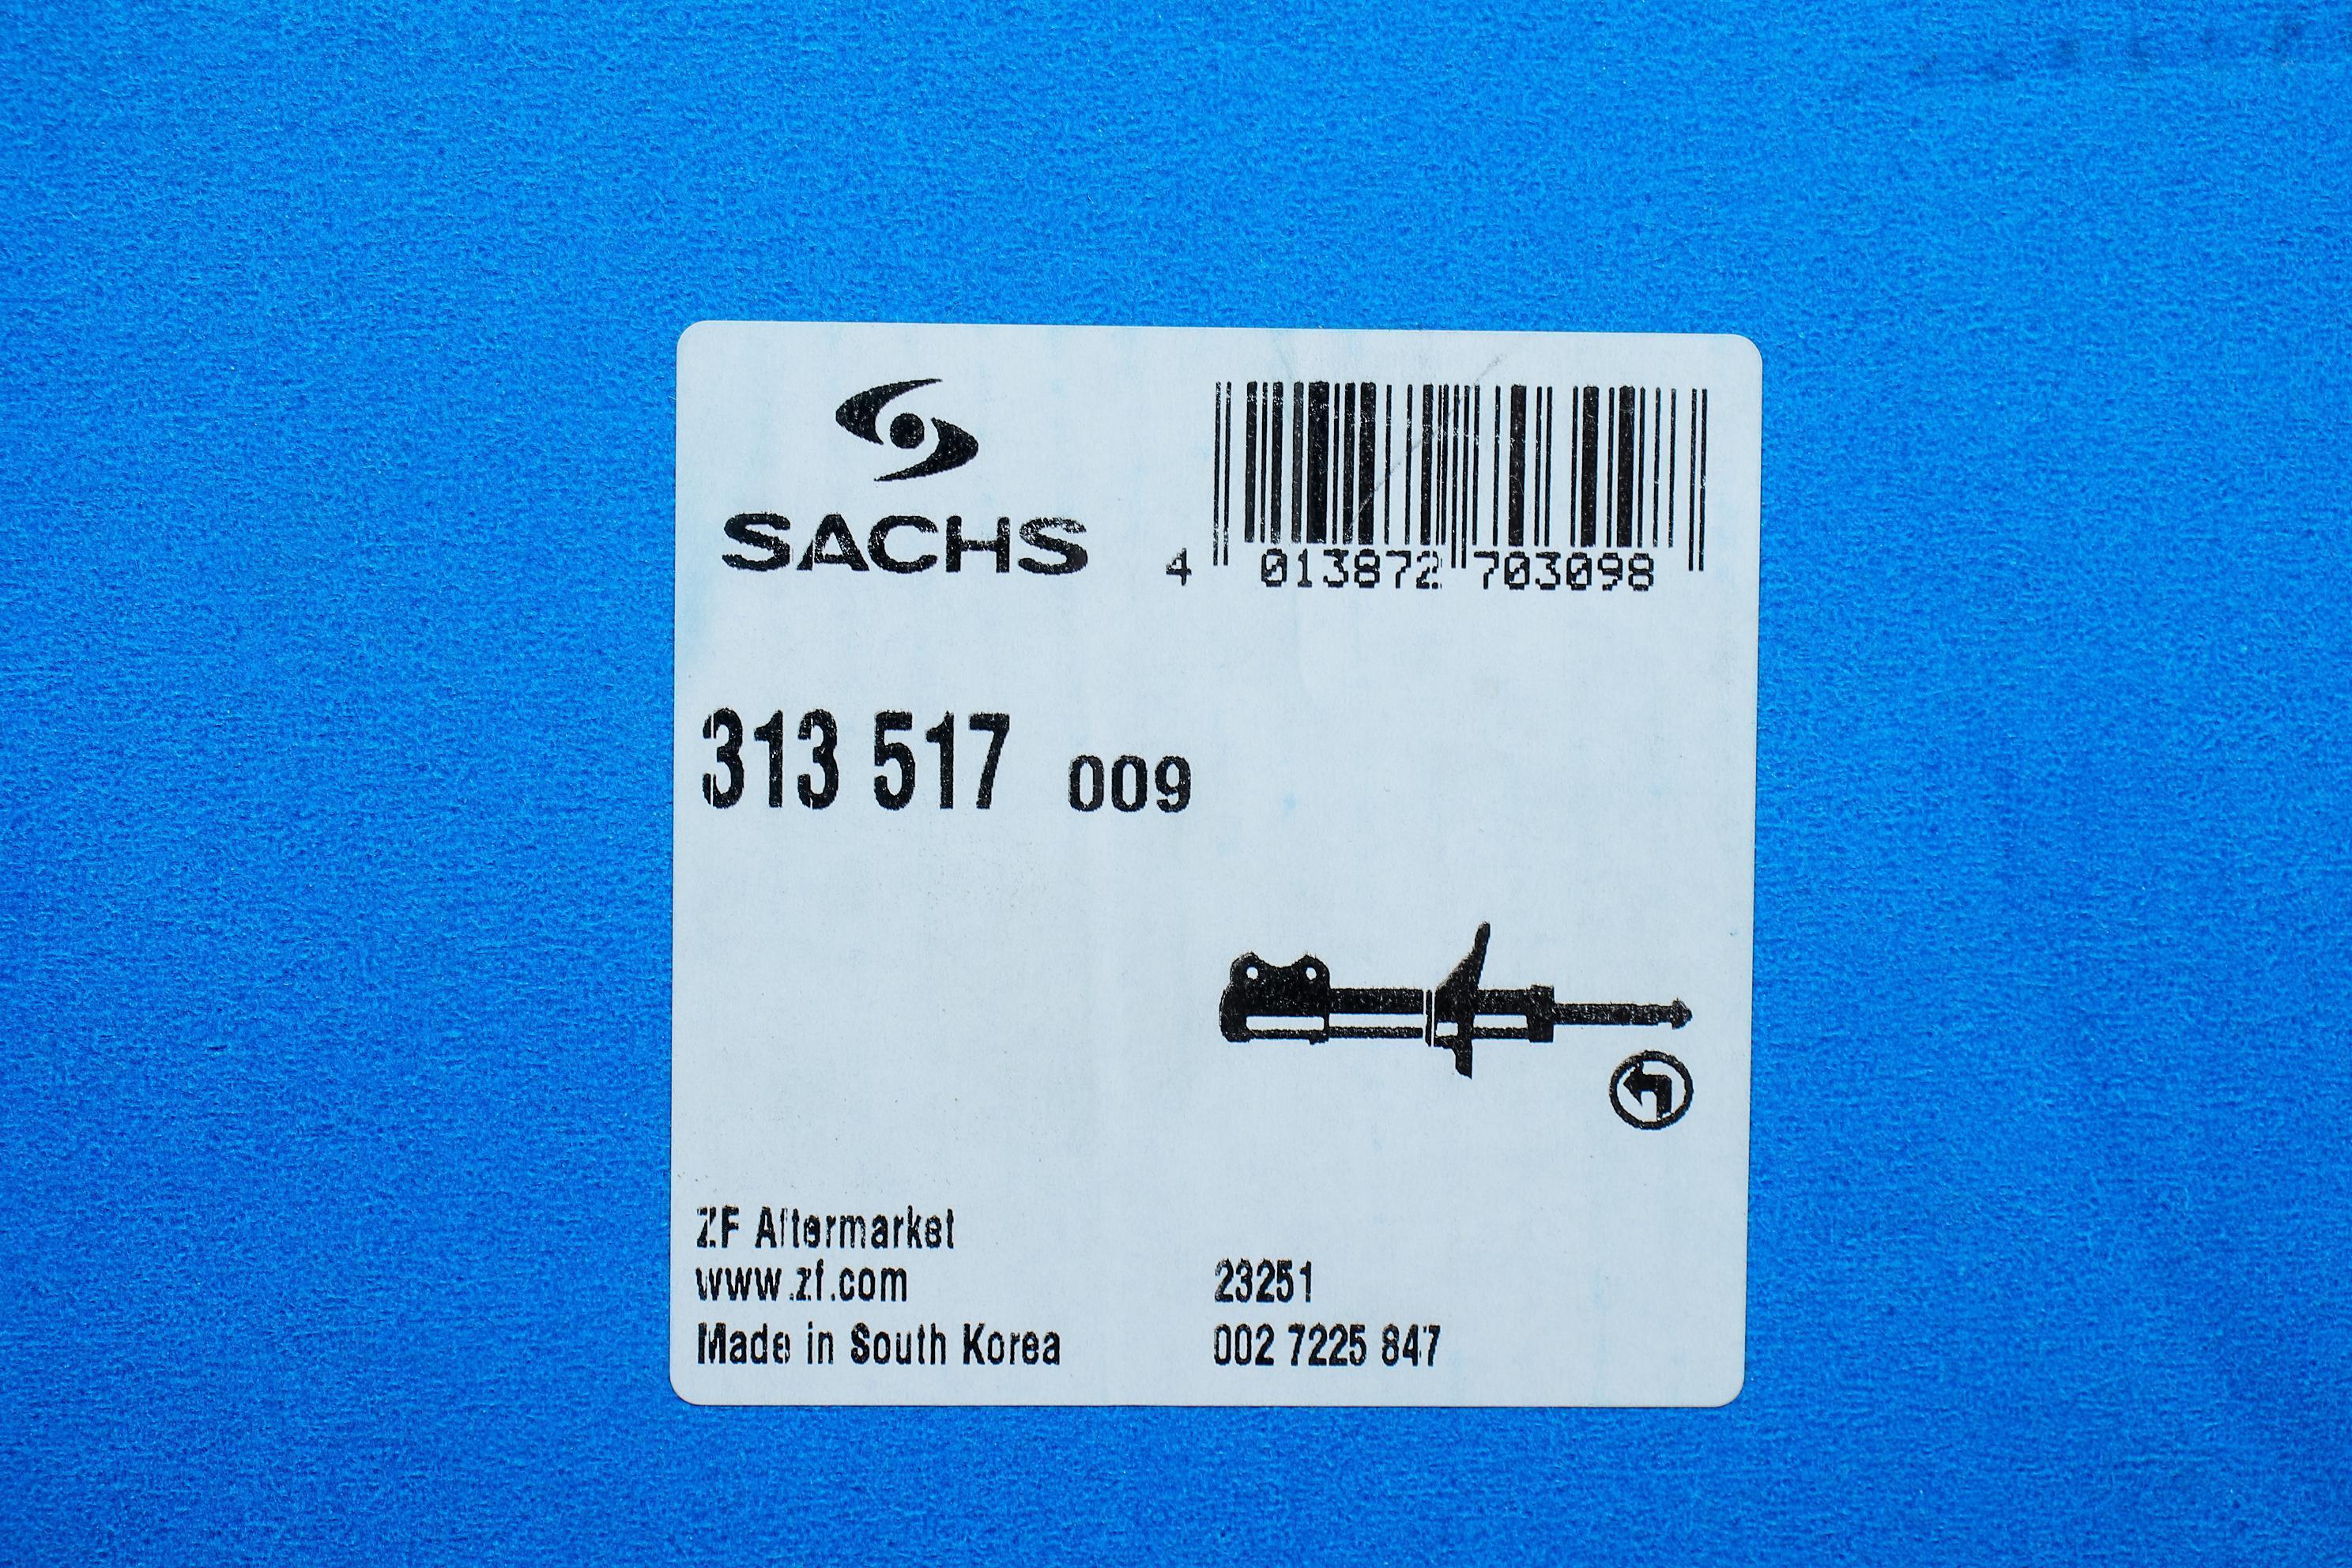 SACHS
4 013872 703098
313 517 009
ZF Aftermarket
www.zf.com 23251
Made in South Korea 002 7225 847